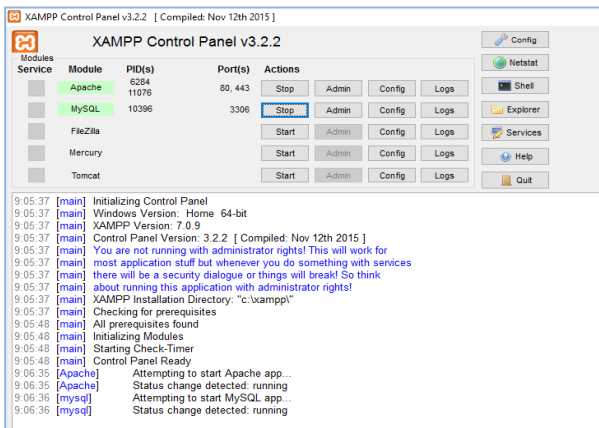 XAMPP Control Panel v3.2.2 [ Compiled: Nov 12th 2015 ]
XAMPP Control Panel v3.2.2
Config
Modules
Service Module PID(s) Port(s) Actions
Netstat
Apache 6284 11076 80, 443 Stop Admin Config Logs
Shell
MySQL 10396 3306 Stop Admin Config Logs
Explorer
FileZilla Start Admin Config Logs
Services
Mercury Start Admin Config Logs
Help
Tomcat Start Admin Config Logs
Quit
9:05:37 [main] Initializing Control Panel
9:05:37 [main] Windows Version: Home 64-bit
9:05:37 [main] XAMPP Version: 7.0.9
9:05:37 [main] Control Panel Version: 3.2.2 [ Compiled: Nov 12th 2015 ]
9:05:37 [main] You are not running with administrator rights! This will work for
9:05:37 [main] most application stuff but whenever you do something with services
9:05:37 [main] there will be a security dialogue or things will break! So think
9:05:37 [main] about running this application with administrator rights!
9:05:37 [main] XAMPP Installation Directory: "c:\xampp\"
9:05:37 [main] Checking for prerequisites
9:05:48 [main] All prerequisites found
9:05:48 [main] Initializing Modules
9:05:48 [main] Starting Check-Timer
9:05:48 [main] Control Panel Ready
9:06:35 [Apache] Attempting to start Apache app...
9:06:35 [Apache] Status change detected: running
9:06:36 [mysql] Attempting to start MySQL app...
9:06:36 [mysql] Status change detected: running